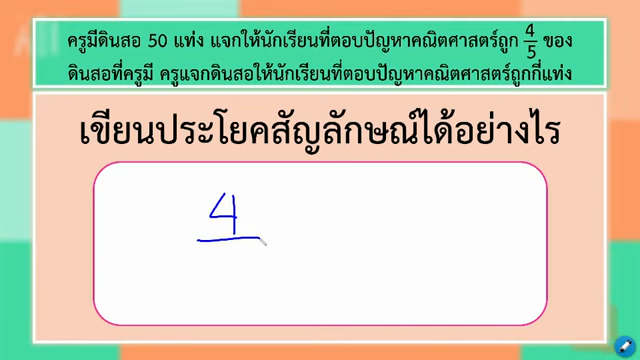 ครูมีดินสอ 50 แท่ง แจกให้นักเรียนที่ตอบปัญหาคณิตศาสตร์ถูก 4/5 ของ
ดินสอที่ครูมี ครูแจกดินสอให้นักเรียนที่ตอบปัญหาคณิตศาสตร์ถูกกี่แท่ง
เขียนประโยคสัญลักษณ์ได้อย่างไร
4